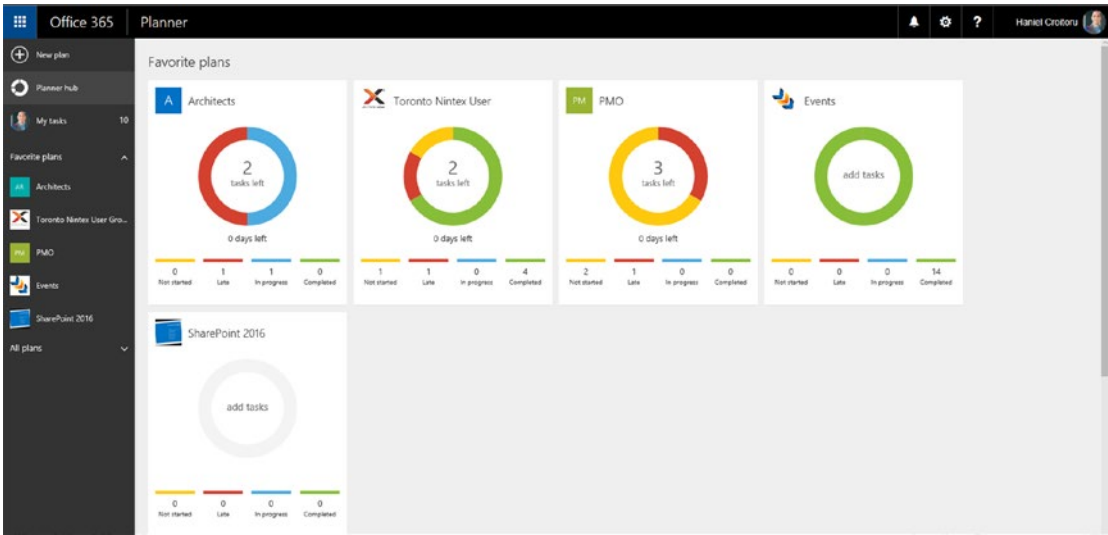 Office 365
Planner
?
Haniel Croitoru
New plan
Planner hub
My tasks
10
Favorite plans
AR
Architects
Toronto Nintex User Gro...
PM
PMO
Events
SharePoint 2016
All plans
Favorite plans
A
Architects
2
tasks left
0 days left
0
1
1
0
Not started
Late
In progress
Completed
Toronto Nintex User
2
tasks left
0 days left
1
1
0
4
Not started
Late
In progress
Completed
PM
PMO
3
tasks left
0 days left
2
1
0
0
Not started
Late
In progress
Completed
Events
add tasks
0
0
0
14
Not started
Late
In progress
Completed
SharePoint 2016
add tasks
0
0
0
0
Not started
Late
In progress
Completed